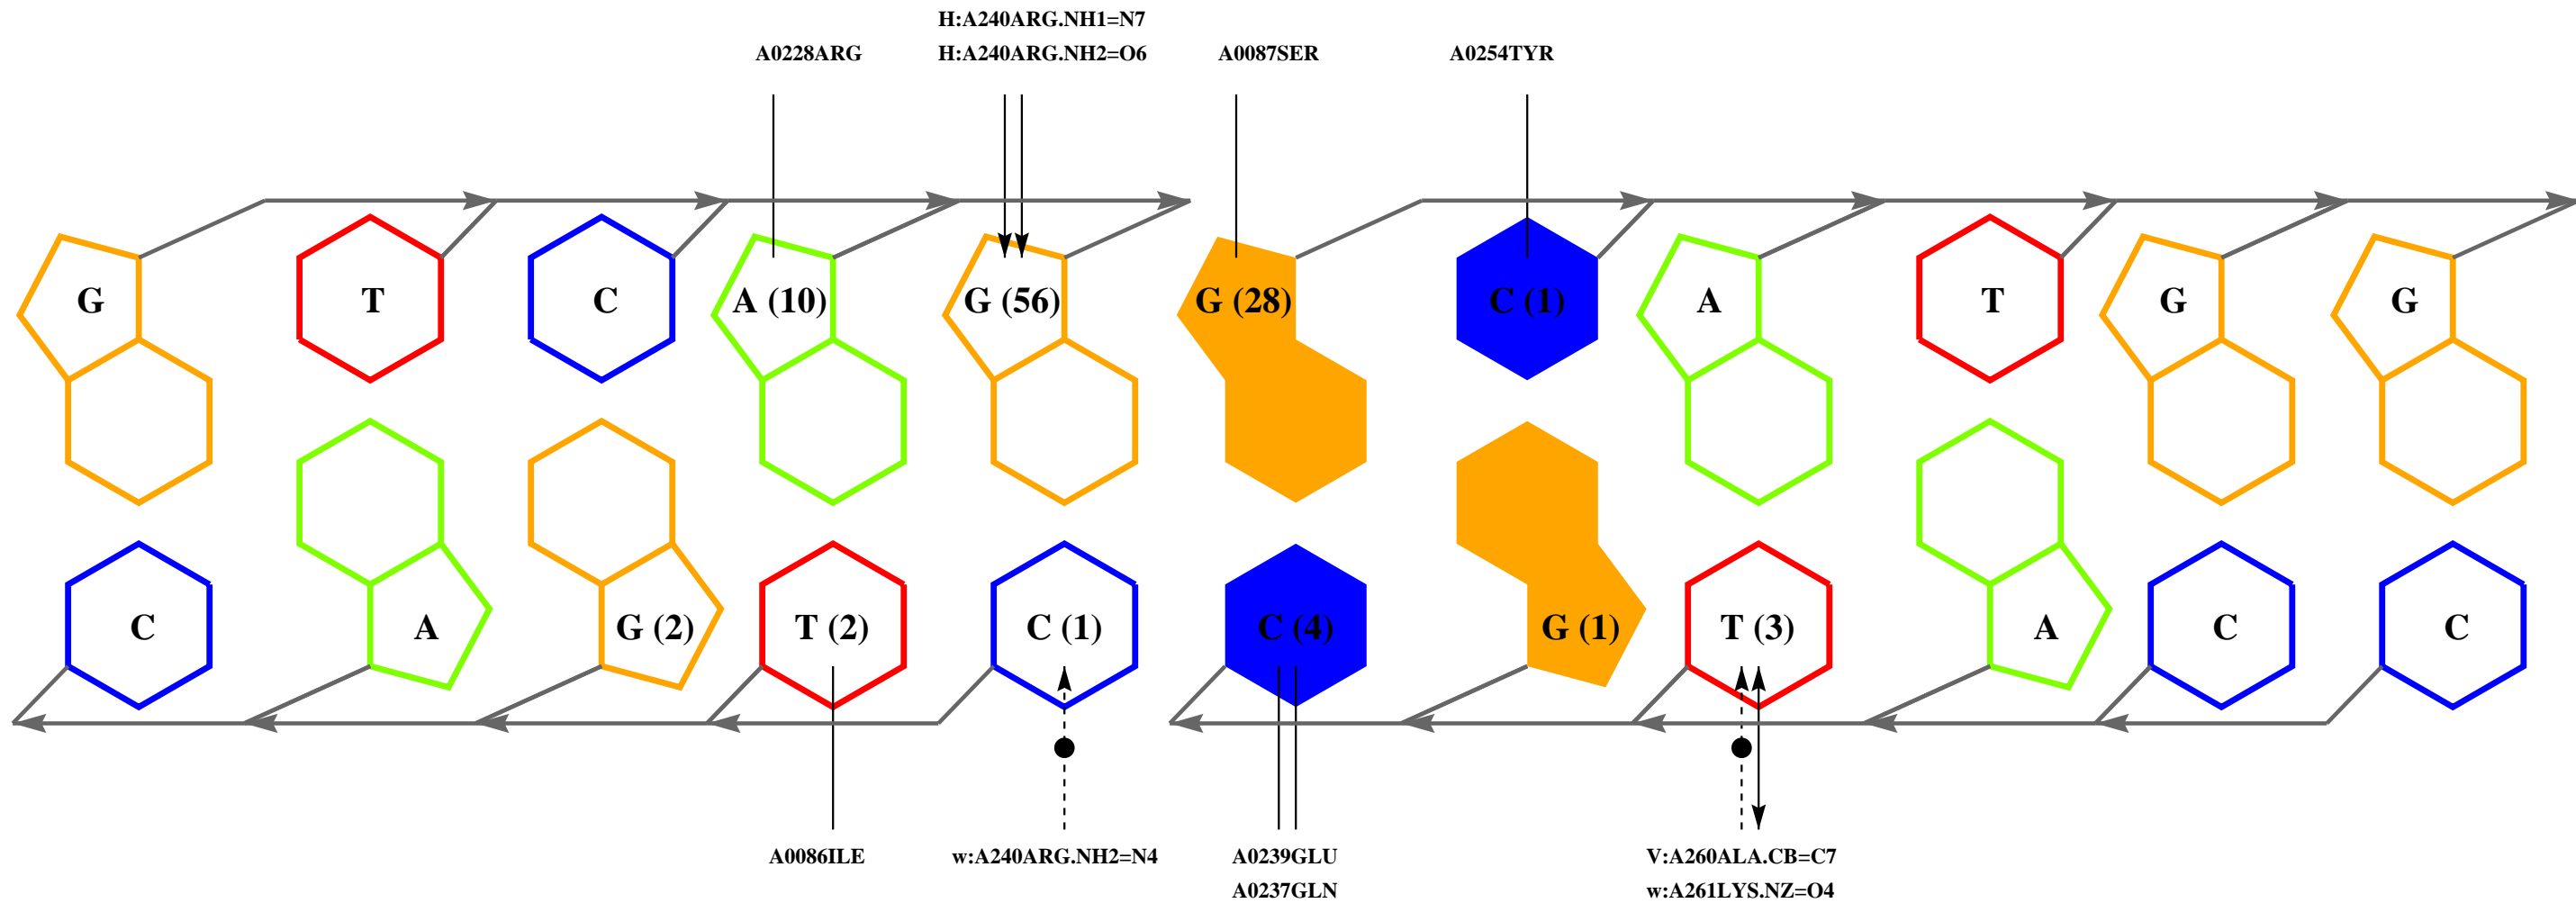 H:A240ARG.NH1=N7
A0228ARG H:A240ARG.NH2=O6 A0087SER A0254TYR
G T C A (10) G (56) G (28) C (1) A T G G
C A G (2) T (2) C (1) C (4) G (1) T (3) A C C
A0086ILE w:A240ARG.NH2=N4 A0239GLU V:A260ALA.CB=C7
A0237GLN w:A261LYS.NZ=O4